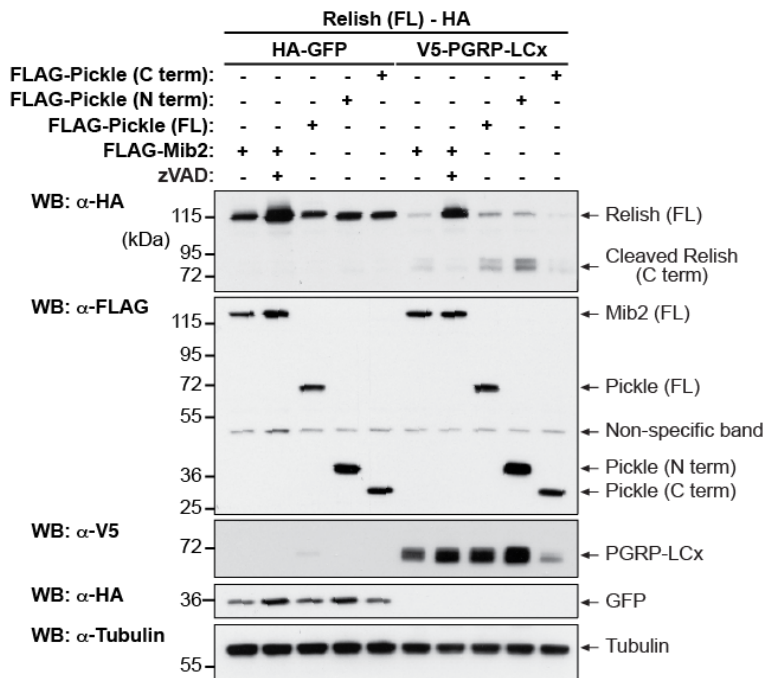 Relish (FL) - HA
HA-GFP V5-PGRP-LCx
FLAG-Pickle (C term): - - - - + - - - - +
FLAG-Pickle (N term): - - - + - - - - + -
FLAG-Pickle (FL): - - + - - - - + - -
FLAG-Mib2: + + - - - + + - - -
zVAD: - + - - - - + - - -
WB: α-HA
115 Relish (FL)
(kDa)
95 Cleaved Relish
72 (C term)
WB: α-FLAG
115 Mib2 (FL)
95
72 Pickle (FL)
55
Non-specific band
36 Pickle (N term)
Pickle (C term)
25
WB: α-V5
72 PGRP-LCx
WB: α-HA
36 GFP
WB: α-Tubulin
Tubulin
55